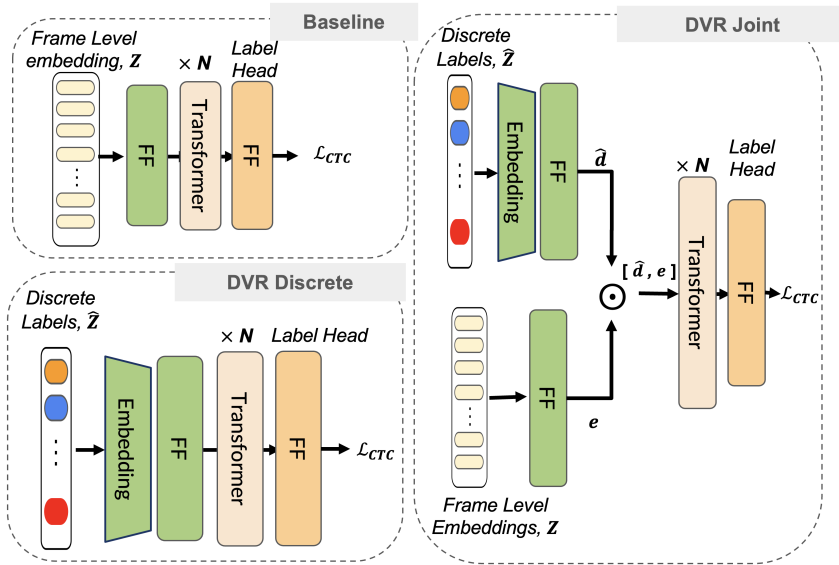 Baseline
Frame Level
embedding, Z
× N
Label
Head
FF
Transformer
FF
ℒCTC
DVR Discrete
Discrete
Labels, Ẑ
× N
Label Head
Embedding
FF
Transformer
FF
ℒCTC
DVR Joint
Discrete
Labels, Ẑ
Embedding
FF
d̂
[ d̂ , e ]
× N
Label
Head
Transformer
FF
ℒCTC
FF
e
Frame Level
Embeddings, Z